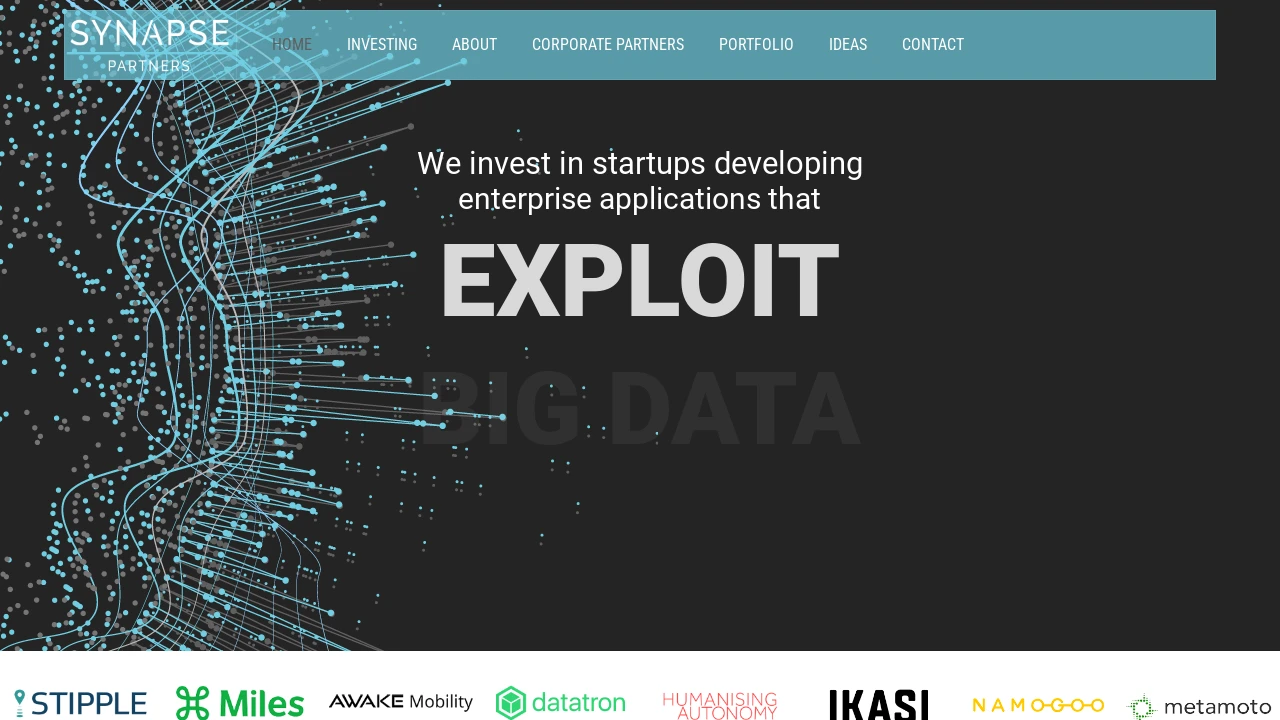 SYNAPSE
PARTNERS
HOME INVESTING ABOUT CORPORATE PARTNERS PORTFOLIO IDEAS CONTACT
We invest in startups developing
enterprise applications that
EXPLOIT
BIG DATA
STIPPLE Miles AWAKE Mobility datatron HUMANISING AUTONOMY IKASI NAMOGOO metamoto